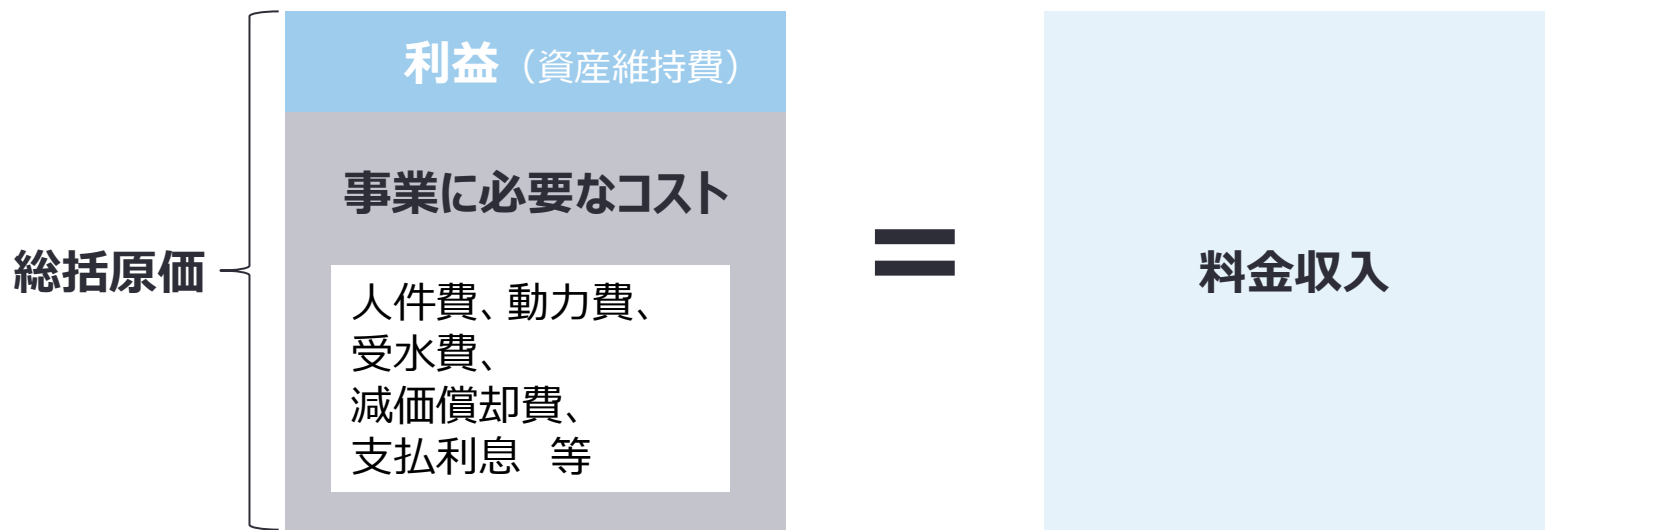 利益（資産維持費）
事業に必要なコスト
総括原価
人件費、動力費、
受水費、
減価償却費、
支払利息　等
＝
料金収入